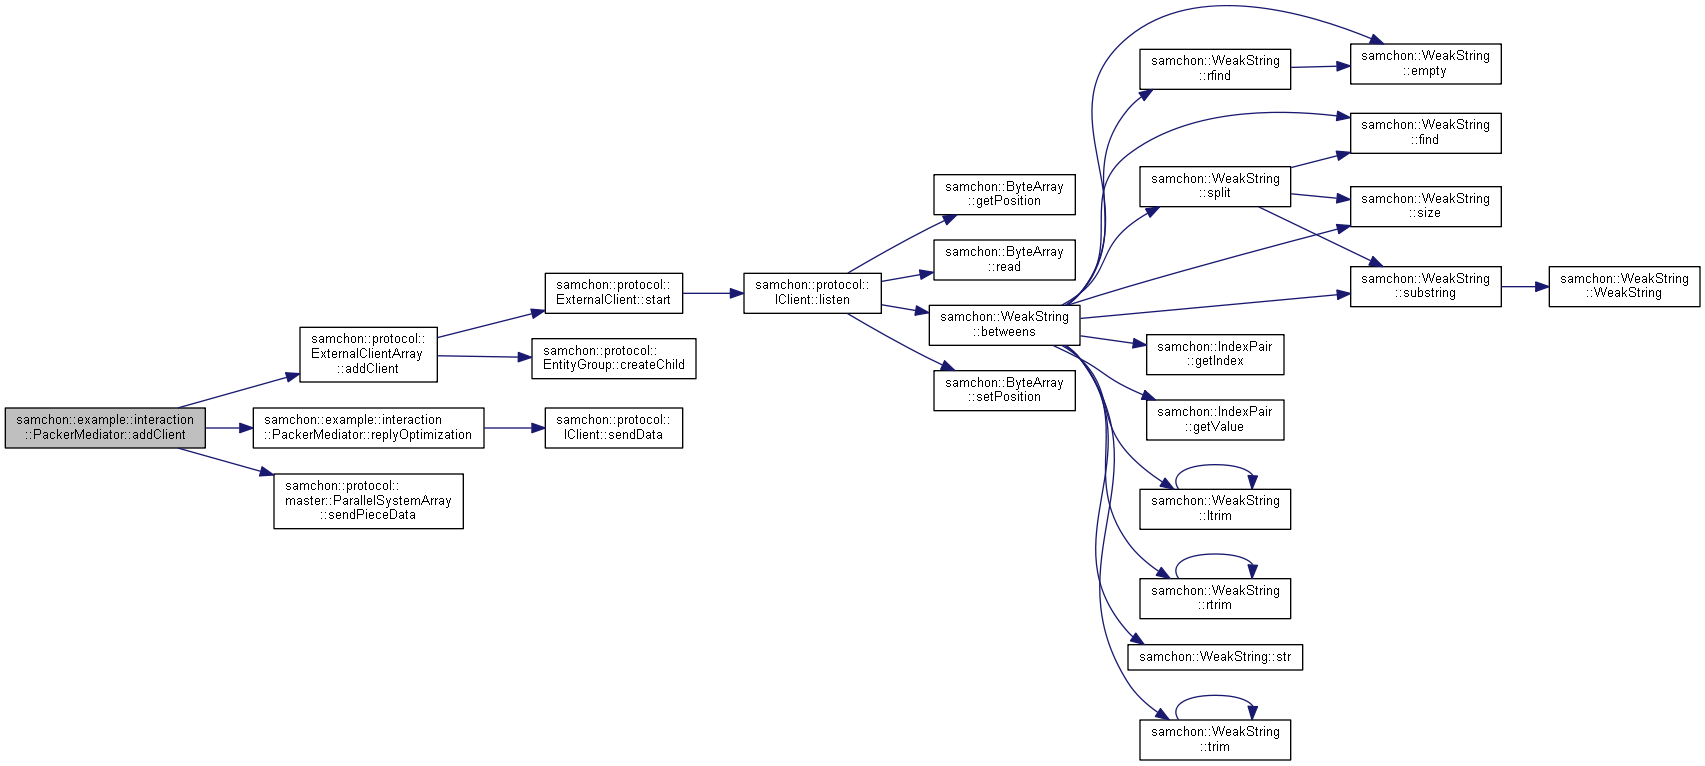 samchon::example::interaction
::PackerMediator::addClient
samchon::protocol::
ExternalClientArray
::addClient
samchon::example::interaction
::PackerMediator::replyOptimization
samchon::protocol::
master::ParallelSystemArray
::sendPieceData
samchon::protocol::
ExternalClient::start
samchon::protocol::
EntityGroup::createChild
samchon::protocol::
IClient::sendData
samchon::protocol::
IClient::listen
samchon::ByteArray
::getPosition
samchon::ByteArray
::read
samchon::WeakString
::betweens
samchon::ByteArray
::setPosition
samchon::WeakString
::rfind
samchon::WeakString
::split
samchon::IndexPair
::getIndex
samchon::IndexPair
::getValue
samchon::WeakString
::ltrim
samchon::WeakString
::rtrim
samchon::WeakString::str
samchon::WeakString
::trim
samchon::WeakString
::empty
samchon::WeakString
::find
samchon::WeakString
::size
samchon::WeakString
::substring
samchon::WeakString
::WeakString